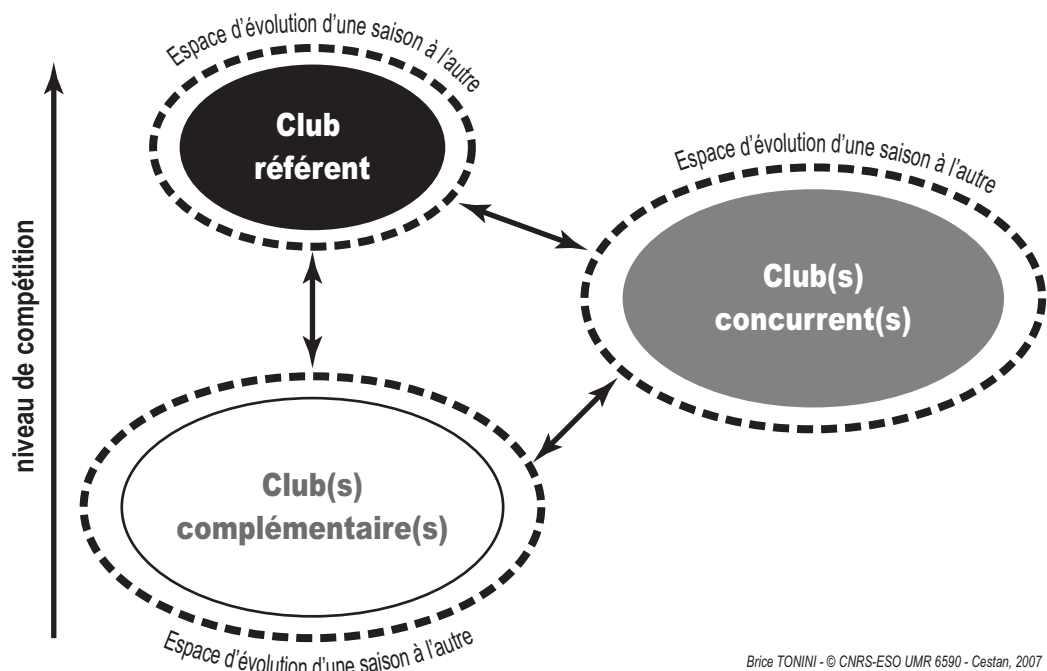 Espace d'évolution d'une saison à l'autre
Club
référent
Espace d'évolution d'une saison à l'autre
Club(s)
concurrent(s)
niveau de compétition
Club(s)
complémentaire(s)
Espace d'évolution d'une saison à l'autre
Brice TONINI - © CNRS-ESO UMR 6590 - Cestan, 2007